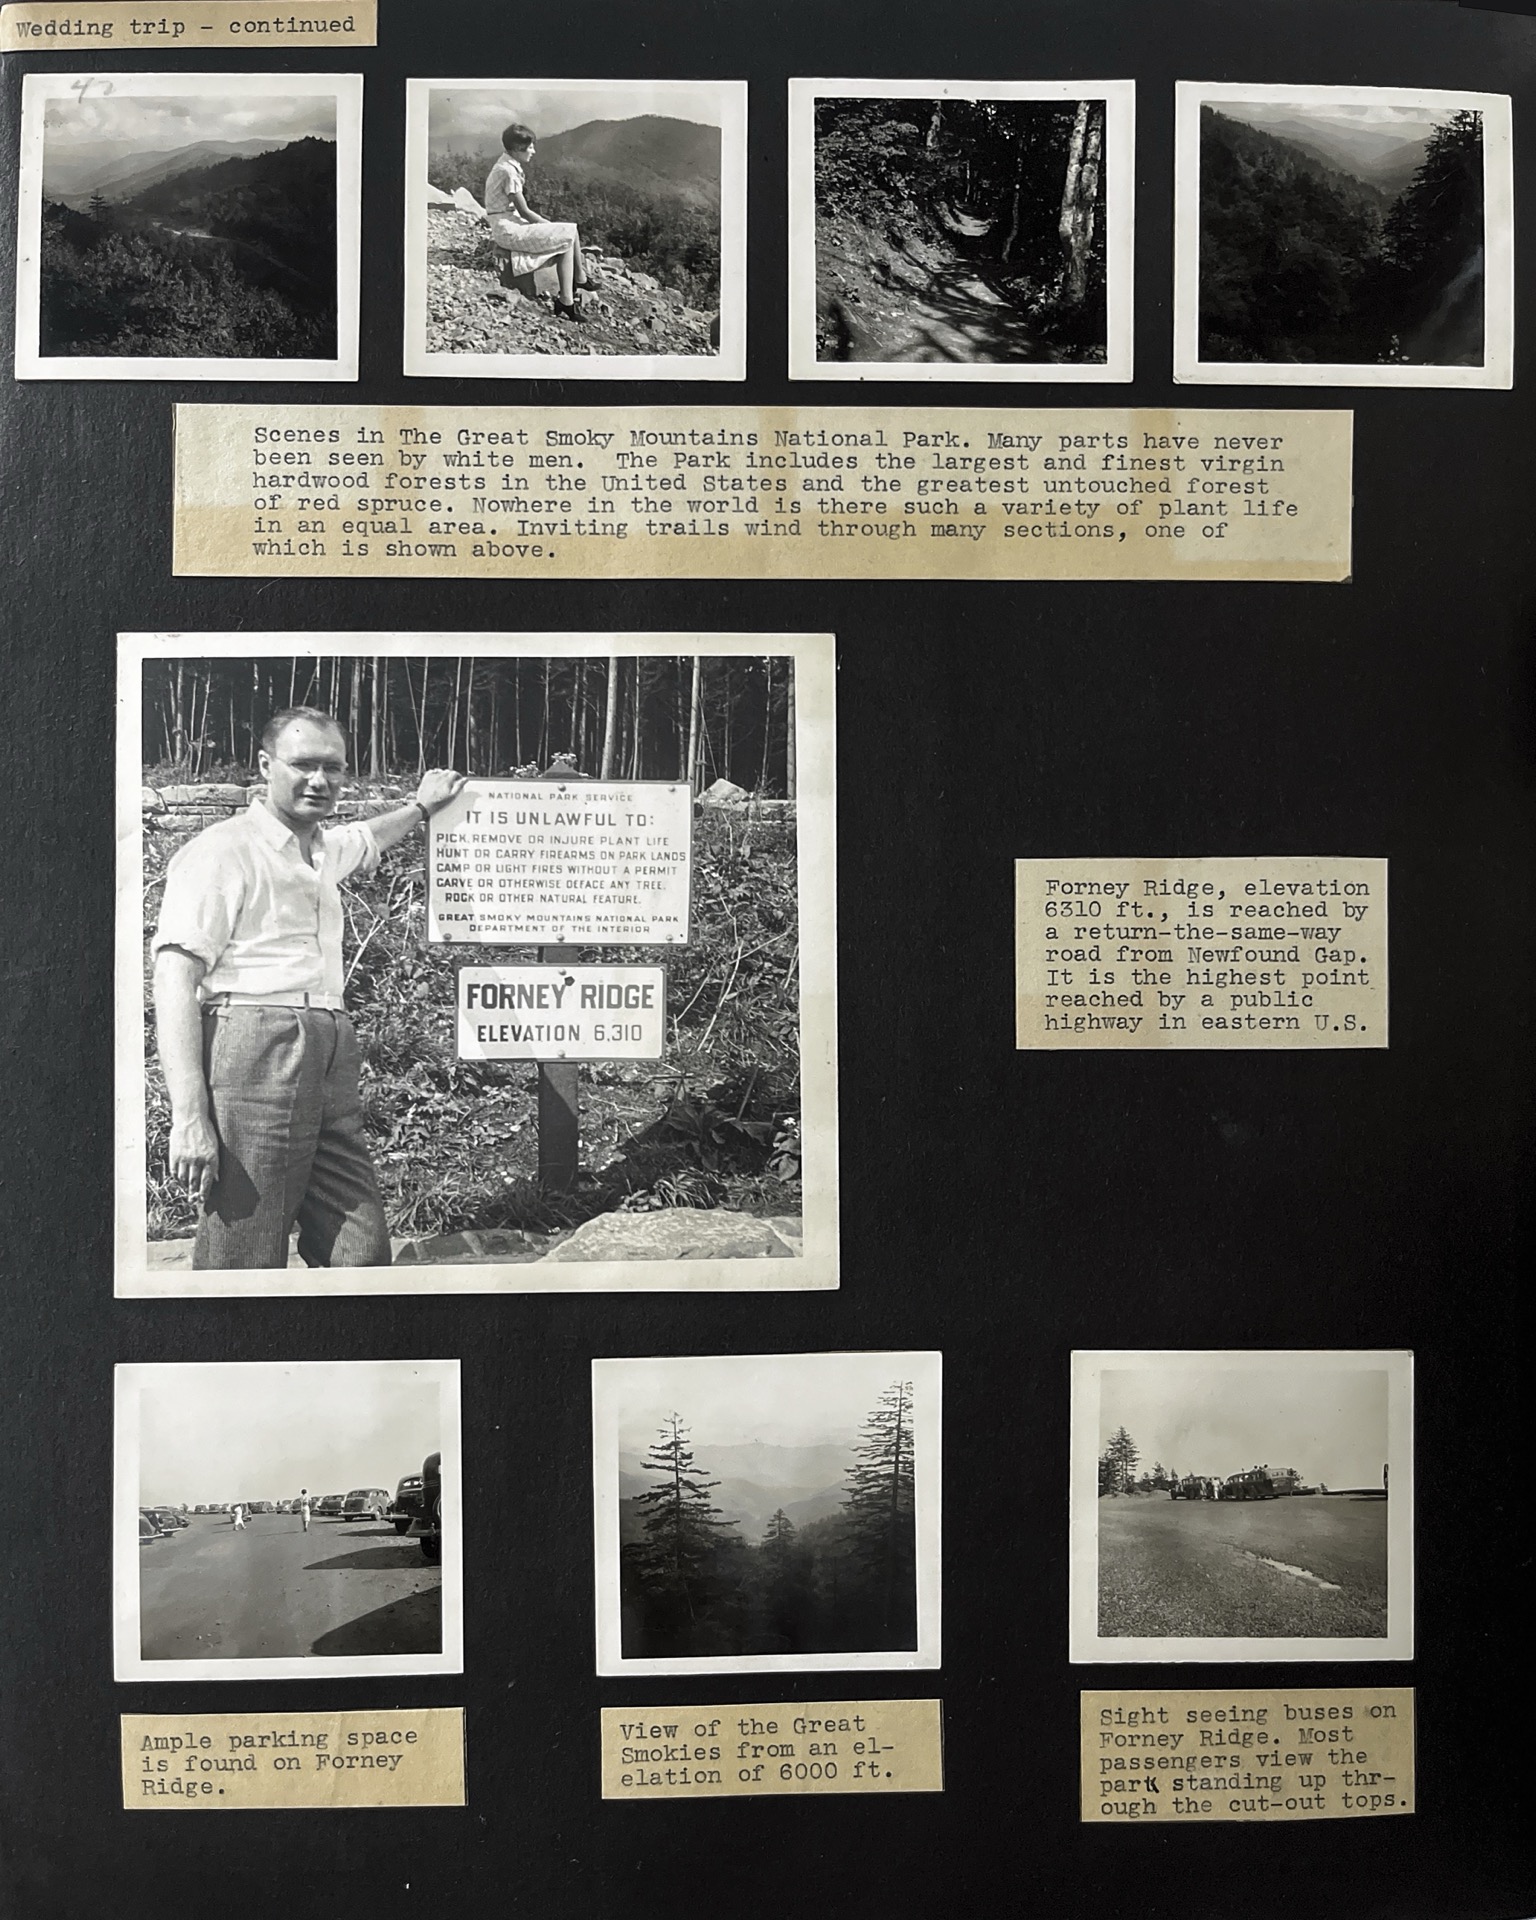 Wedding trip - continued
42
Scenes in The Great Smoky Mountains National Park. Many parts have never
been seen by white men.  The Park includes the largest and finest virgin
hardwood forests in the United States and the greatest untouched forest
of red spruce. Nowhere in the world is there such a variety of plant life
in an equal area. Inviting trails wind through many sections, one of
which is shown above.
NATIONAL PARK SERVICE
IT IS UNLAWFUL TO:
PICK, REMOVE OR INJURE PLANT LIFE
HUNT OR CARRY FIREARMS ON PARK LANDS
CAMP OR LIGHT FIRES WITHOUT A PERMIT
CARVE OR OTHERWISE DEFACE ANY TREE,
ROCK OR OTHER NATURAL FEATURE.
GREAT SMOKY MOUNTAINS NATIONAL PARK
DEPARTMENT OF THE INTERIOR
FORNEY RIDGE
ELEVATION 6,310
Forney Ridge, elevation
6310 ft., is reached by
a return-the-same-way
road from Newfound Gap.
It is the highest point
reached by a public
highway in eastern U.S.
Ample parking space
is found on Forney
Ridge.
View of the Great
Smokies from an el-
elation of 6000 ft.
Sight seeing buses on
Forney Ridge. Most
passengers view the
park standing up thr-
ough the cut-out tops.